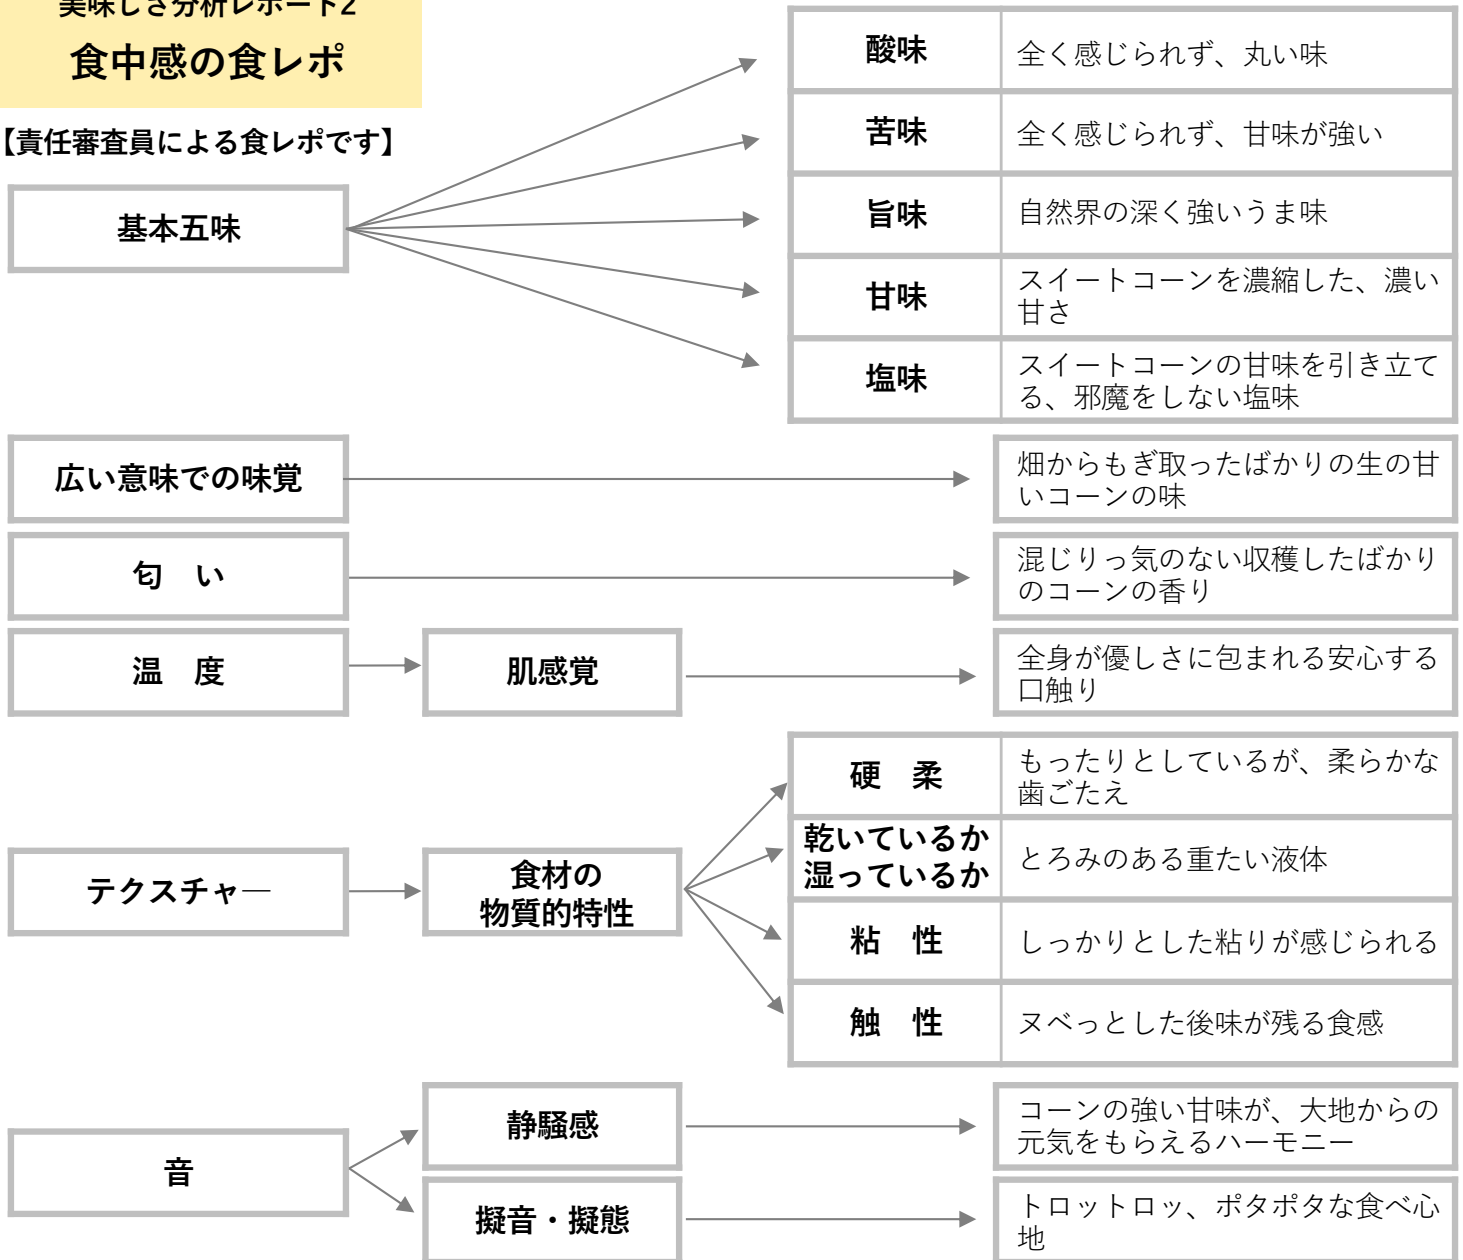 美味しさ分析レポート2
食中感の食レポ
【責任審査員による食レポです】
基本五味
酸味
全く感じられず、丸い味
苦味
全く感じられず、甘味が強い
旨味
自然界の深く強いうま味
甘味
スイートコーンを濃縮した、濃い
甘さ
塩味
スイートコーンの甘味を引き立て
る、邪魔をしない塩味
広い意味での味覚
畑からもぎ取ったばかりの生の甘
いコーンの味
匂　い
混じりっ気のない収穫したばかり
のコーンの香り
温　度
肌感覚
全身が優しさに包まれる安心する
口触り
テクスチャ―
食材の
物質的特性
硬　柔
もったりとしているが、柔らかな
歯ごたえ
乾いているか
湿っているか
とろみのある重たい液体
粘　性
しっかりとした粘りが感じられる
触　性
ヌベっとした後味が残る食感
音
静騒感
コーンの強い甘味が、大地からの
元気をもらえるハーモニー
擬音・擬態
トロットロッ、ポタポタな食べ心
地